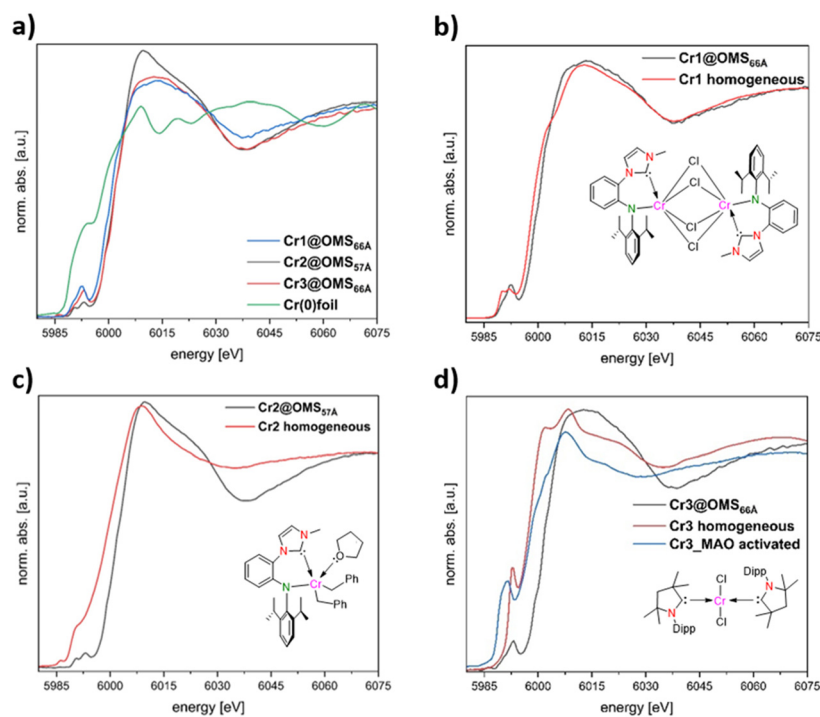 a)
norm. abs. [a.u.]
Cr1@OMS66A
Cr2@OMS57A
Cr3@OMS66A
Cr(0)foil
5985 6000 6015 6030 6045 6060 6075
energy [eV]
b)
norm. abs. [a.u.]
Cr1@OMS66A
Cr1 homogeneous
N
N
Cl
Cl
N
Cr
Cr
N
Cl
Cl
N
N
5985 6000 6015 6030 6045 6060 6075
energy [eV]
c)
norm. abs. [a.u.]
Cr2@OMS57A
Cr2 homogeneous
N
N
O
N
Cr
Ph
Ph
5985 6000 6015 6030 6045 6060 6075
energy [eV]
d)
norm. abs. [a.u.]
Cr3@OMS66A
Cr3 homogeneous
Cr3_MAO activated
Cl
Dipp
N
Cr
N
Dipp
Cl
5985 6000 6015 6030 6045 6060 6075
energy [eV]